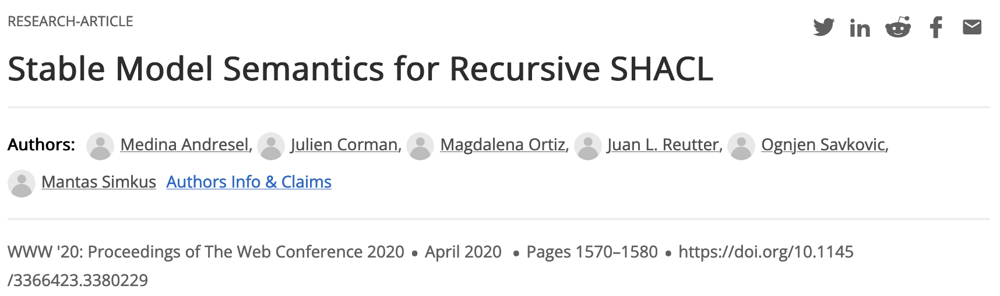 RESEARCH-ARTICLE
Stable Model Semantics for Recursive SHACL
Authors: Medina Andresel, Julien Corman, Magdalena Ortiz, Juan L. Reutter, Ognjen Savkovic,
Mantas Simkus Authors Info & Claims
WWW '20: Proceedings of The Web Conference 2020 • April 2020 • Pages 1570–1580 • https://doi.org/10.1145
/3366423.3380229